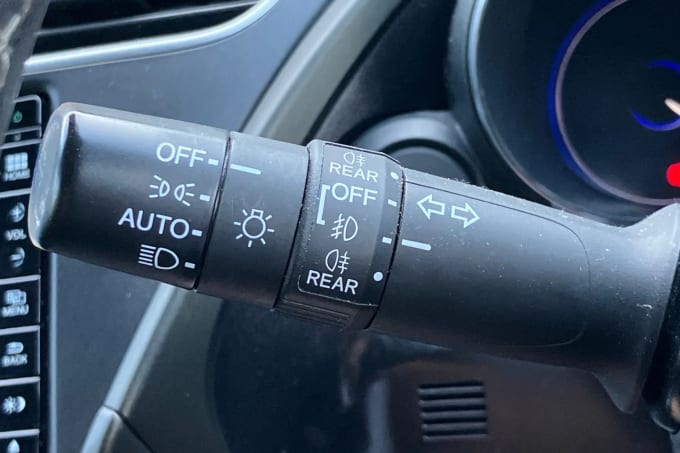 OFF
AUTO
REAR
OFF
REAR
HOME
VOL
MENU
BACK